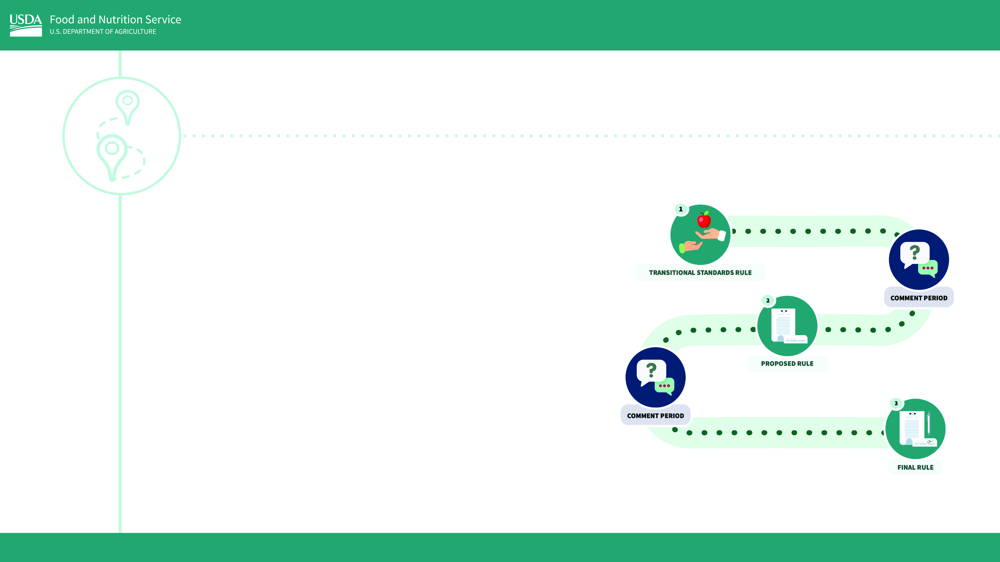 USDA
Food and Nutrition Service
U.S. DEPARTMENT OF AGRICULTURE
1
TRANSITIONAL STANDARDS RULE
?
COMMENT PERIOD
2
PROPOSED RULE
?
COMMENT PERIOD
3
FINAL RULE